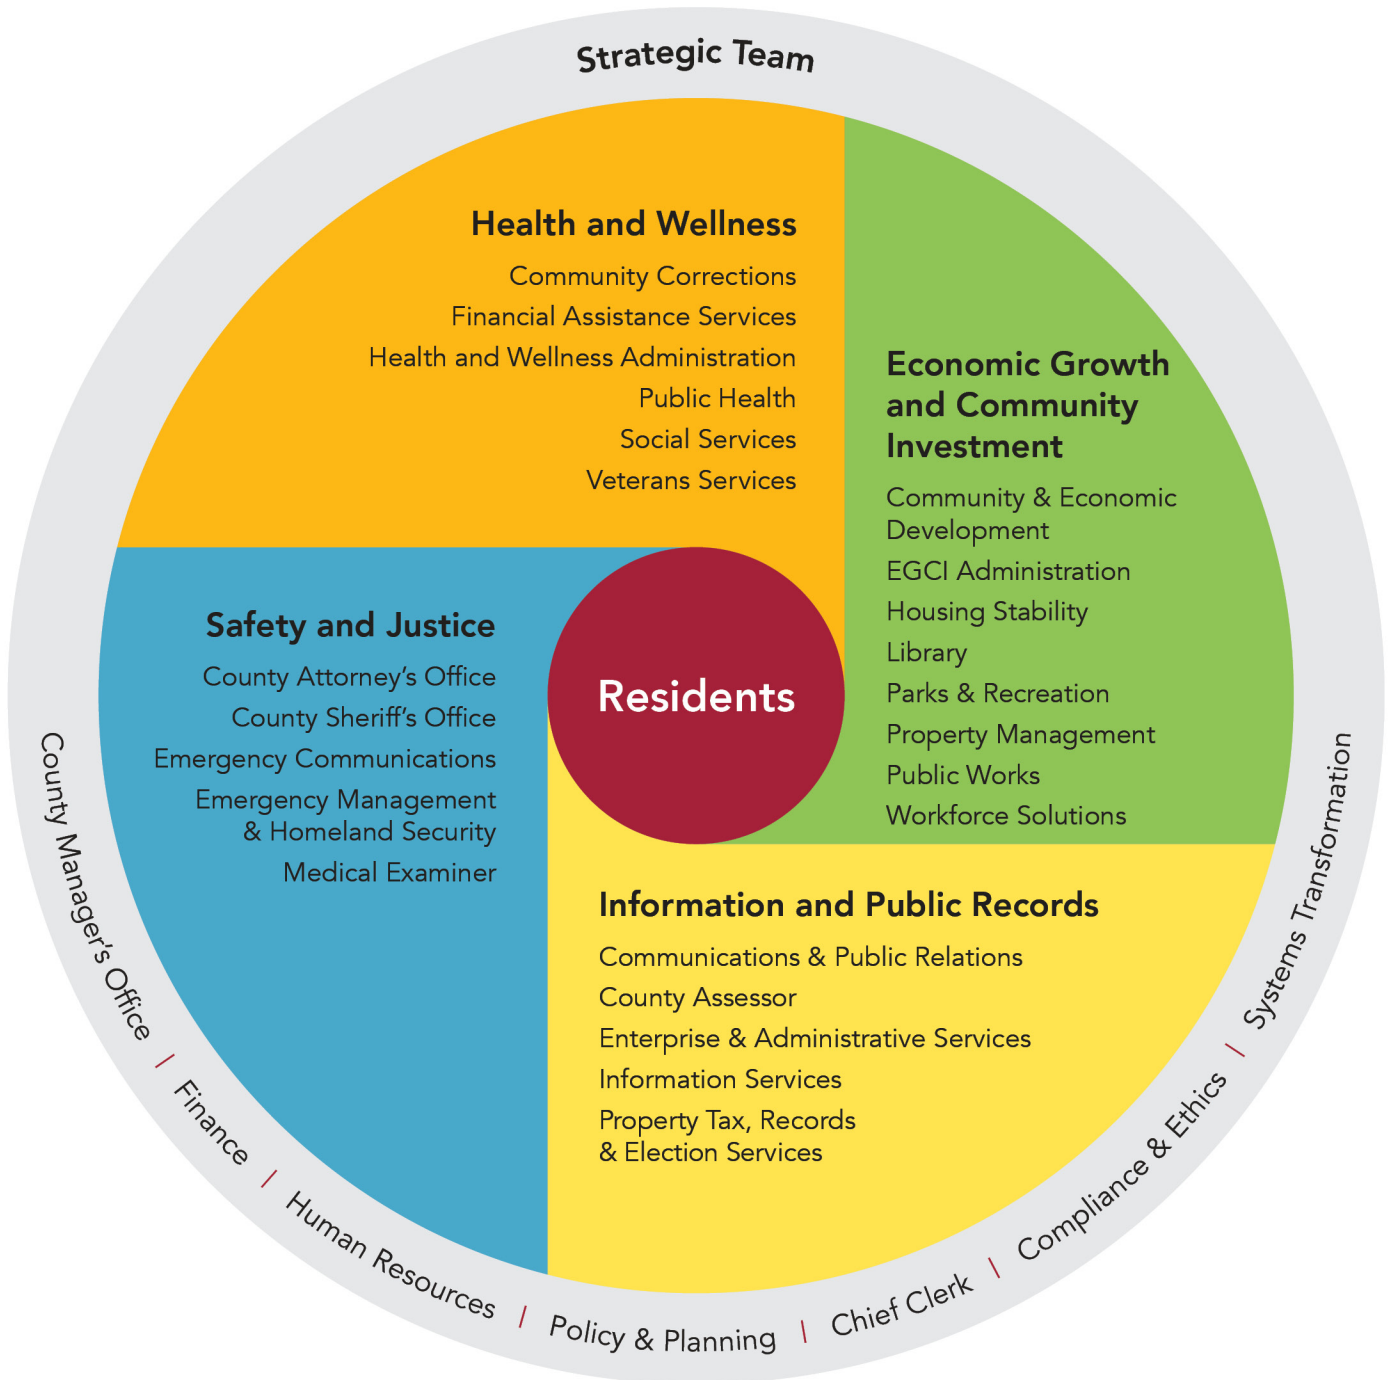 Strategic Team
Health and Wellness
Community Corrections
Financial Assistance Services
Health and Wellness Administration
Public Health
Social Services
Veterans Services
Economic Growth
and Community
Investment
Community & Economic
Development
EGCI Administration
Housing Stability
Library
Parks & Recreation
Property Management
Public Works
Workforce Solutions
Safety and Justice
County Attorney’s Office
County Sheriff’s Office
Emergency Communications
Emergency Management
& Homeland Security
Medical Examiner
Residents
Information and Public Records
Communications & Public Relations
County Assessor
Enterprise & Administrative Services
Information Services
Property Tax, Records
& Election Services
County Manager’s Office | Finance | Human Resources | Policy & Planning | Chief Clerk | Compliance & Ethics | Systems Transformation